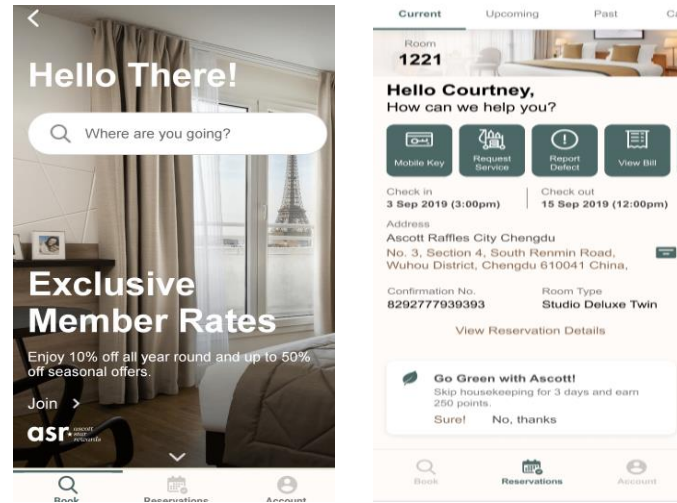 Hello There!
Where are you going?
Exclusive
Member Rates
Enjoy 10% off all year round and up to 50%
off seasonal offers.
Join >
asr ascott star rewards
Book Reservations Account
Current Upcoming Past Ca
Room
1221
Hello Courtney,
How can we help you?
Mobile Key
Request Service
Report Defect
View Bill
Check in
3 Sep 2019 (3:00pm)
Check out
15 Sep 2019 (12:00pm)
Address
Ascott Raffles City Chengdu
No. 3, Section 4, South Renmin Road,
Wuhou District, Chengdu 610041 China,
Confirmation No.
8292777939393
Room Type
Studio Deluxe Twin
View Reservation Details
Go Green with Ascott!
Skip housekeeping for 3 days and earn
250 points.
Sure! No, thanks
Book Reservations Account